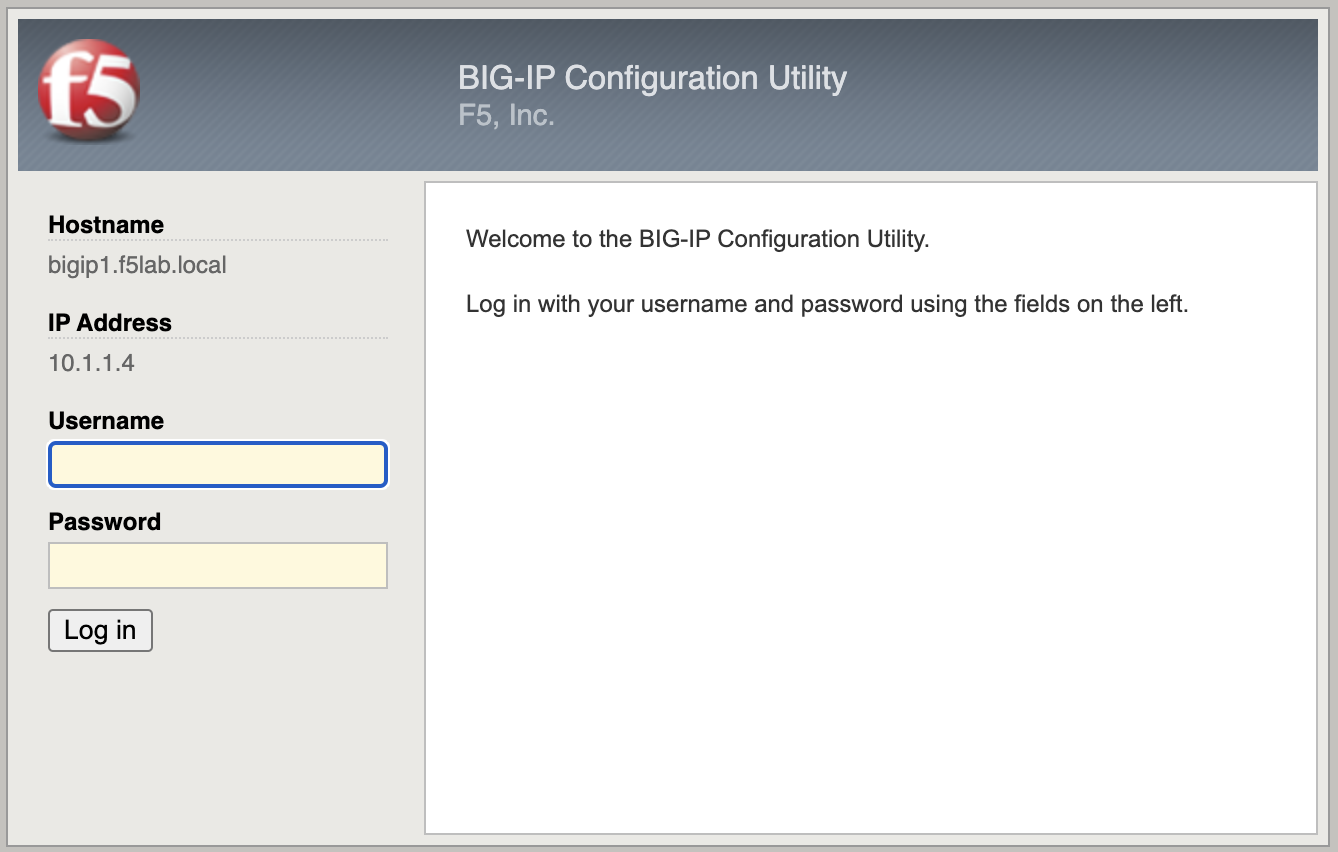 f5
BIG-IP Configuration Utility
F5, Inc.
Hostname
bigip1.f5lab.local
IP Address
10.1.1.4
Username
Password
Log in
Welcome to the BIG-IP Configuration Utility.
Log in with your username and password using the fields on the left.